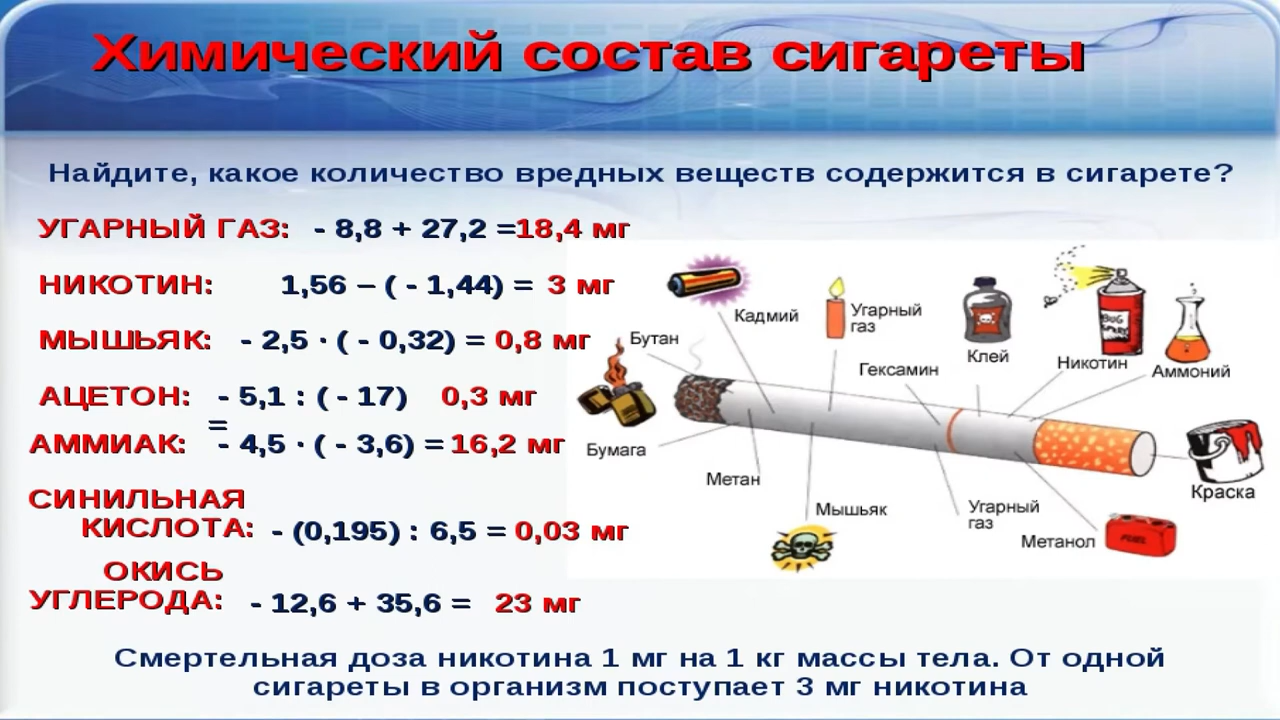 Химический состав сигареты
Найдите, какое количество вредных веществ содержится в сигарете?
УГАРНЫЙ ГАЗ: - 8,8 + 27,2 =18,4 мг
НИКОТИН: 1,56 – ( - 1,44) = 3 мг
МЫШЬЯК: - 2,5 · ( - 0,32) = 0,8 мг
АЦЕТОН: - 5,1 : ( - 17) 0,3 мг
=
АММИАК: - 4,5 · ( - 3,6) = 16,2 мг
СИНИЛЬНАЯ
КИСЛОТА: - (0,195) : 6,5 = 0,03 мг
ОКИСЬ
УГЛЕРОДА: - 12,6 + 35,6 = 23 мг
Бутан
Кадмий
Угарный
газ
Гексамин
Клей
BUG
SPRAY
Никотин
Аммоний
Бумага
Метан
Мышьяк
Угарный
газ
Метанол
FUEL
Краска
Смертельная доза никотина 1 мг на 1 кг массы тела. От одной
сигареты в организм поступает 3 мг никотина